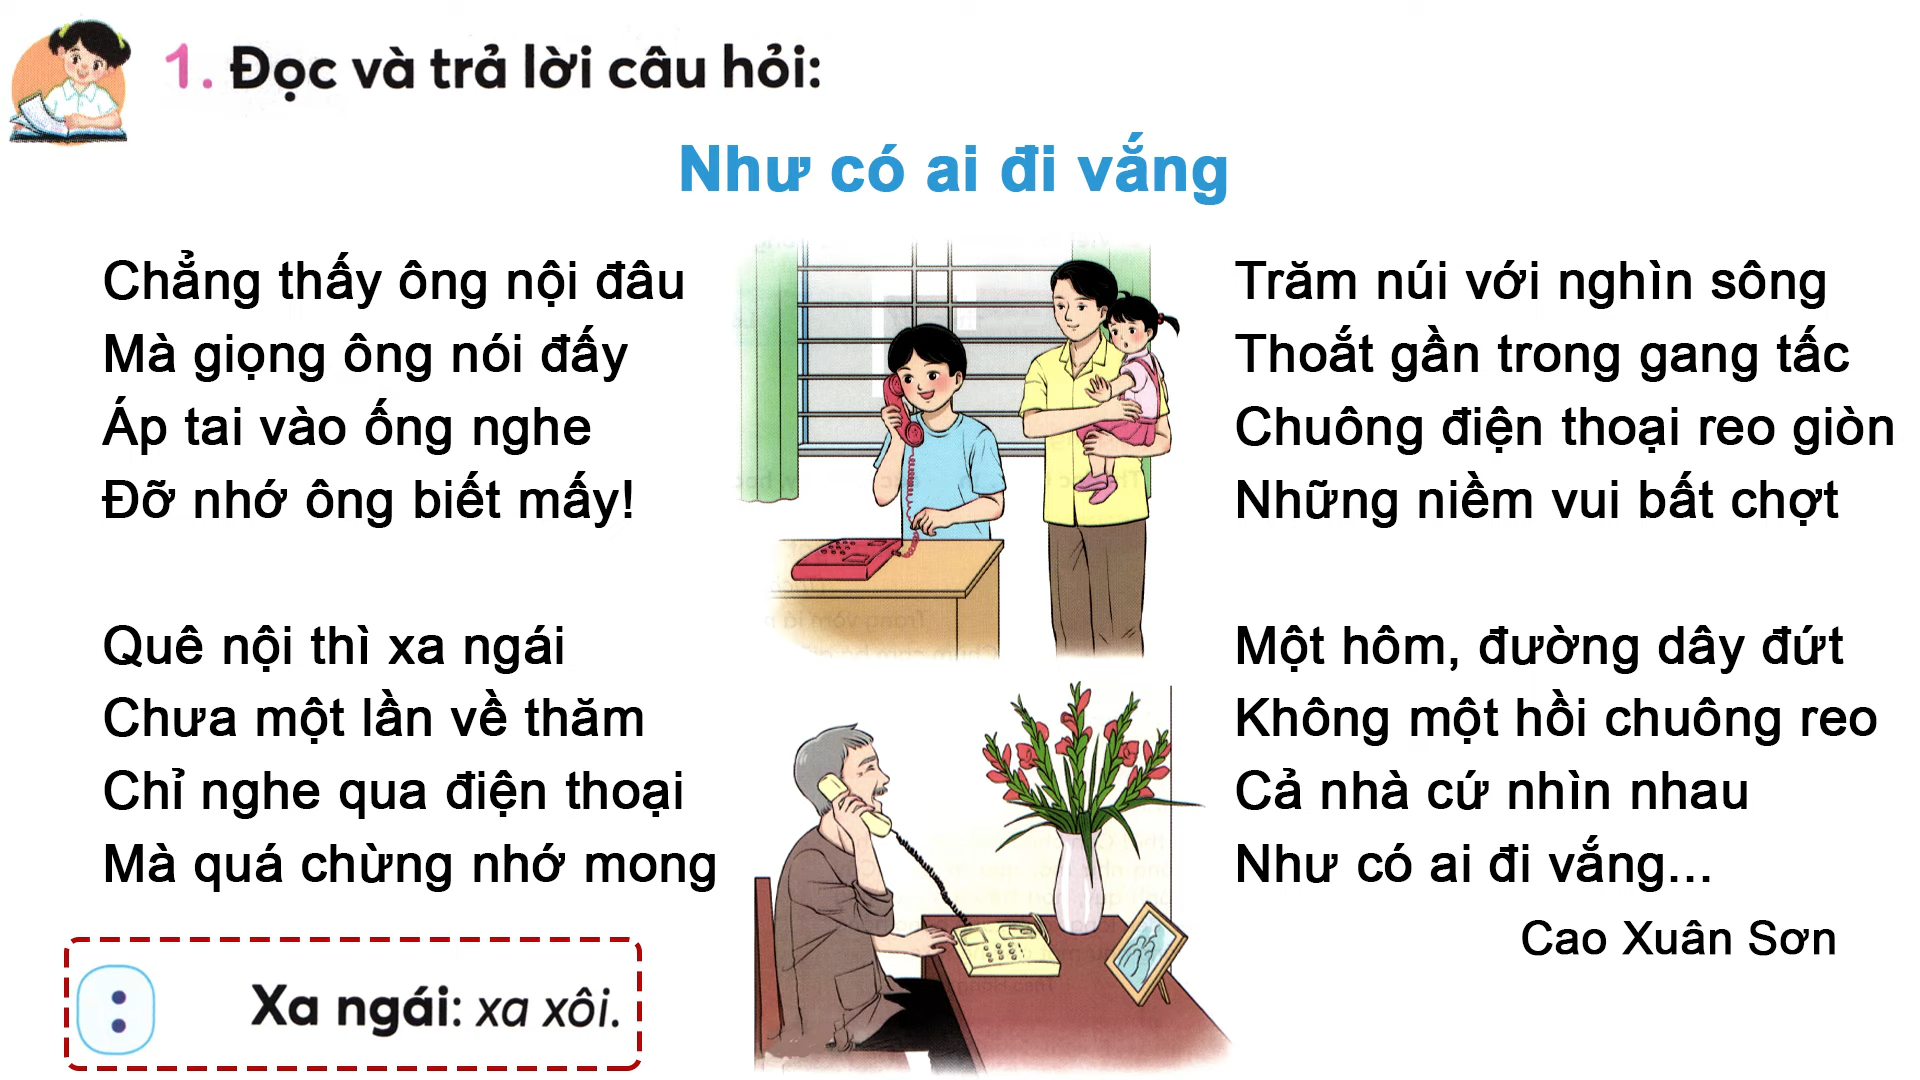 1. Đọc và trả lời câu hỏi:
Như có ai đi vắng
Chẳng thấy ông nội đâu
Mà giọng ông nói đấy
Áp tai vào ống nghe
Đỡ nhớ ông biết mấy!
Quê nội thì xa ngái
Chưa một lần về thăm
Chỉ nghe qua điện thoại
Mà quá chừng nhớ mong
Trăm núi với nghìn sông
Thoắt gần trong gang tấc
Chuông điện thoại reo giòn
Những niềm vui bất chợt
Một hôm, đường dây đứt
Không một hồi chuông reo
Cả nhà cứ nhìn nhau
Như có ai đi vắng...
Cao Xuân Sơn
: Xa ngái: xa xôi.